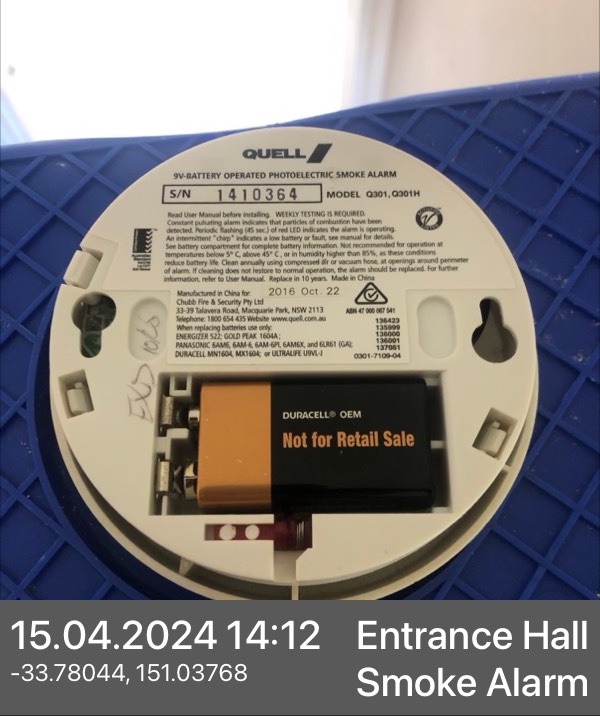 QUELL
9V-BATTERY OPERATED PHOTOELECTRIC SMOKE ALARM
S/N 1410364 MODEL Q301,Q301H
Read User Manual before installing. WEEKLY TESTING IS REQUIRED.
Constant pulsating alarm indicates that particles of combustion have been
detected. Periodic flashing (45 sec.) of red LED indicates the alarm is operating.
An intermittent "chirp" indicates a low battery or fault, see manual for details.
See battery compartment for complete battery information. Not recommended for operation at
temperatures below 5° C, above 45° C, or in humidity higher than 85%, as these conditions
reduce battery life. Clean annually using compressed air or vacuum hose, at openings around perimeter
of alarm. If cleaning does not restore to normal operation, the alarm should be replaced. For further
information, refer to User Manual. Replace in 10 years. Made in China
Manufactured in China for: 2016 Oct. 22
Chubb Fire & Security Pty Ltd
33-39 Talavera Road, Macquarie Park, NSW 2113
Telephone: 1800 654 435 Website www.quell.com.au
When replacing batteries use only:
ENERGIZER 522; GOLD PEAK 1604A;
PANASONIC 6AM6, 6AM-6, 6AM-6PI, 6AM6X, and 6LR61 (GA);
DURACELL MN1604, MX1604; or ULTRALIFE U9VL-J
ABN 47 000 067 541
136423
135999
136000
136001
137061
0301-7109-04
DURACELL® OEM
Not for Retail Sale
15.04.2024 14:12
-33.78044, 151.03768
Entrance Hall
Smoke Alarm